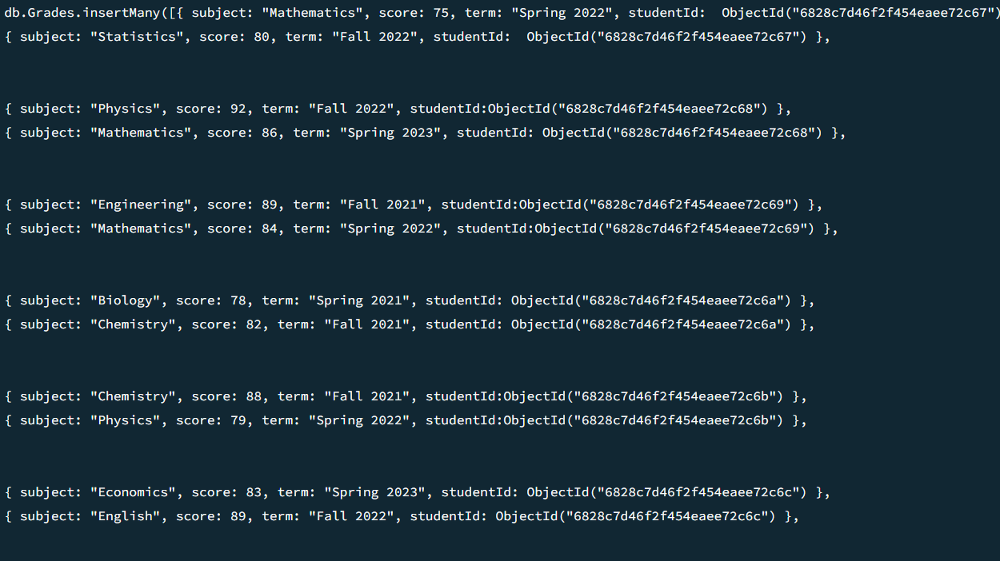 db.Grades.insertMany([{ subject: "Mathematics", score: 75, term: "Spring 2022", studentId:  ObjectId("6828c7d46f2f454eaee72c67")
{ subject: "Statistics", score: 80, term: "Fall 2022", studentId:  ObjectId("6828c7d46f2f454eaee72c67") },
{ subject: "Physics", score: 92, term: "Fall 2022", studentId:ObjectId("6828c7d46f2f454eaee72c68") },
{ subject: "Mathematics", score: 86, term: "Spring 2023", studentId: ObjectId("6828c7d46f2f454eaee72c68") },
{ subject: "Engineering", score: 89, term: "Fall 2021", studentId:ObjectId("6828c7d46f2f454eaee72c69") },
{ subject: "Mathematics", score: 84, term: "Spring 2022", studentId:ObjectId("6828c7d46f2f454eaee72c69") },
{ subject: "Biology", score: 78, term: "Spring 2021", studentId: ObjectId("6828c7d46f2f454eaee72c6a") },
{ subject: "Chemistry", score: 82, term: "Fall 2021", studentId: ObjectId("6828c7d46f2f454eaee72c6a") },
{ subject: "Chemistry", score: 88, term: "Fall 2021", studentId:ObjectId("6828c7d46f2f454eaee72c6b") },
{ subject: "Physics", score: 79, term: "Spring 2022", studentId:ObjectId("6828c7d46f2f454eaee72c6b") },
{ subject: "Economics", score: 83, term: "Spring 2023", studentId: ObjectId("6828c7d46f2f454eaee72c6c") },
{ subject: "English", score: 89, term: "Fall 2022", studentId: ObjectId("6828c7d46f2f454eaee72c6c") },